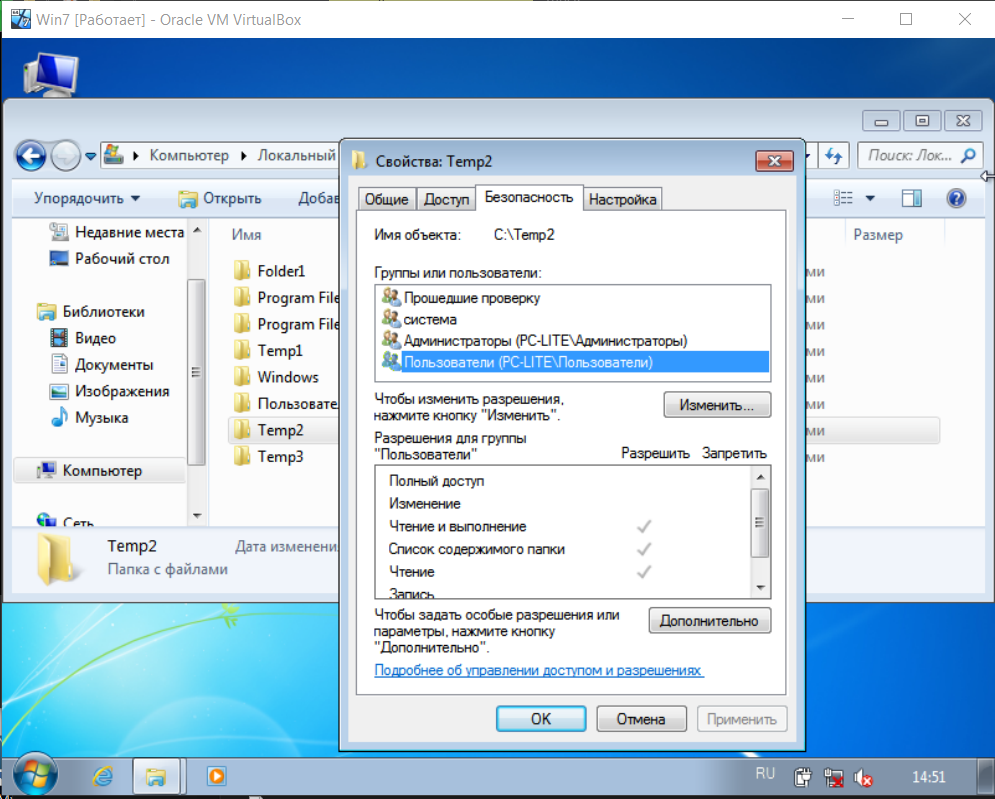 Win7 [Работает] - Oracle VM VirtualBox
Компьютер
Локальный
Поиск: Лок...
Упорядочить
Открыть
Добав
Недавние места
Рабочий стол
Библиотеки
Видео
Документы
Изображения
Музыка
Компьютер
Сеть
Имя
Размер
Folder1
Program File
Program File
Temp1
Windows
Пользовате
Temp2
Temp3
ми
ми
ми
ми
ми
ми
ми
ми
Temp2
Дата изменени
Папка с файлами
Свойства: Temp2
Общие
Доступ
Безопасность
Настройка
Имя объекта: C:\Temp2
Группы или пользователи:
Прошедшие проверку
система
Администраторы (PC-LITE\Администраторы)
Пользователи (PC-LITE\Пользователи)
Чтобы изменить разрешения,
нажмите кнопку "Изменить".
Изменить...
Разрешения для группы
"Пользователи"
Разрешить
Запретить
Полный доступ
Изменение
Чтение и выполнение
Список содержимого папки
Чтение
Запись
Чтобы задать особые разрешения или
параметры, нажмите кнопку
"Дополнительно".
Дополнительно
Подробнее об управлении доступом и разрешениях
ОК
Отмена
Применить
RU
14:51